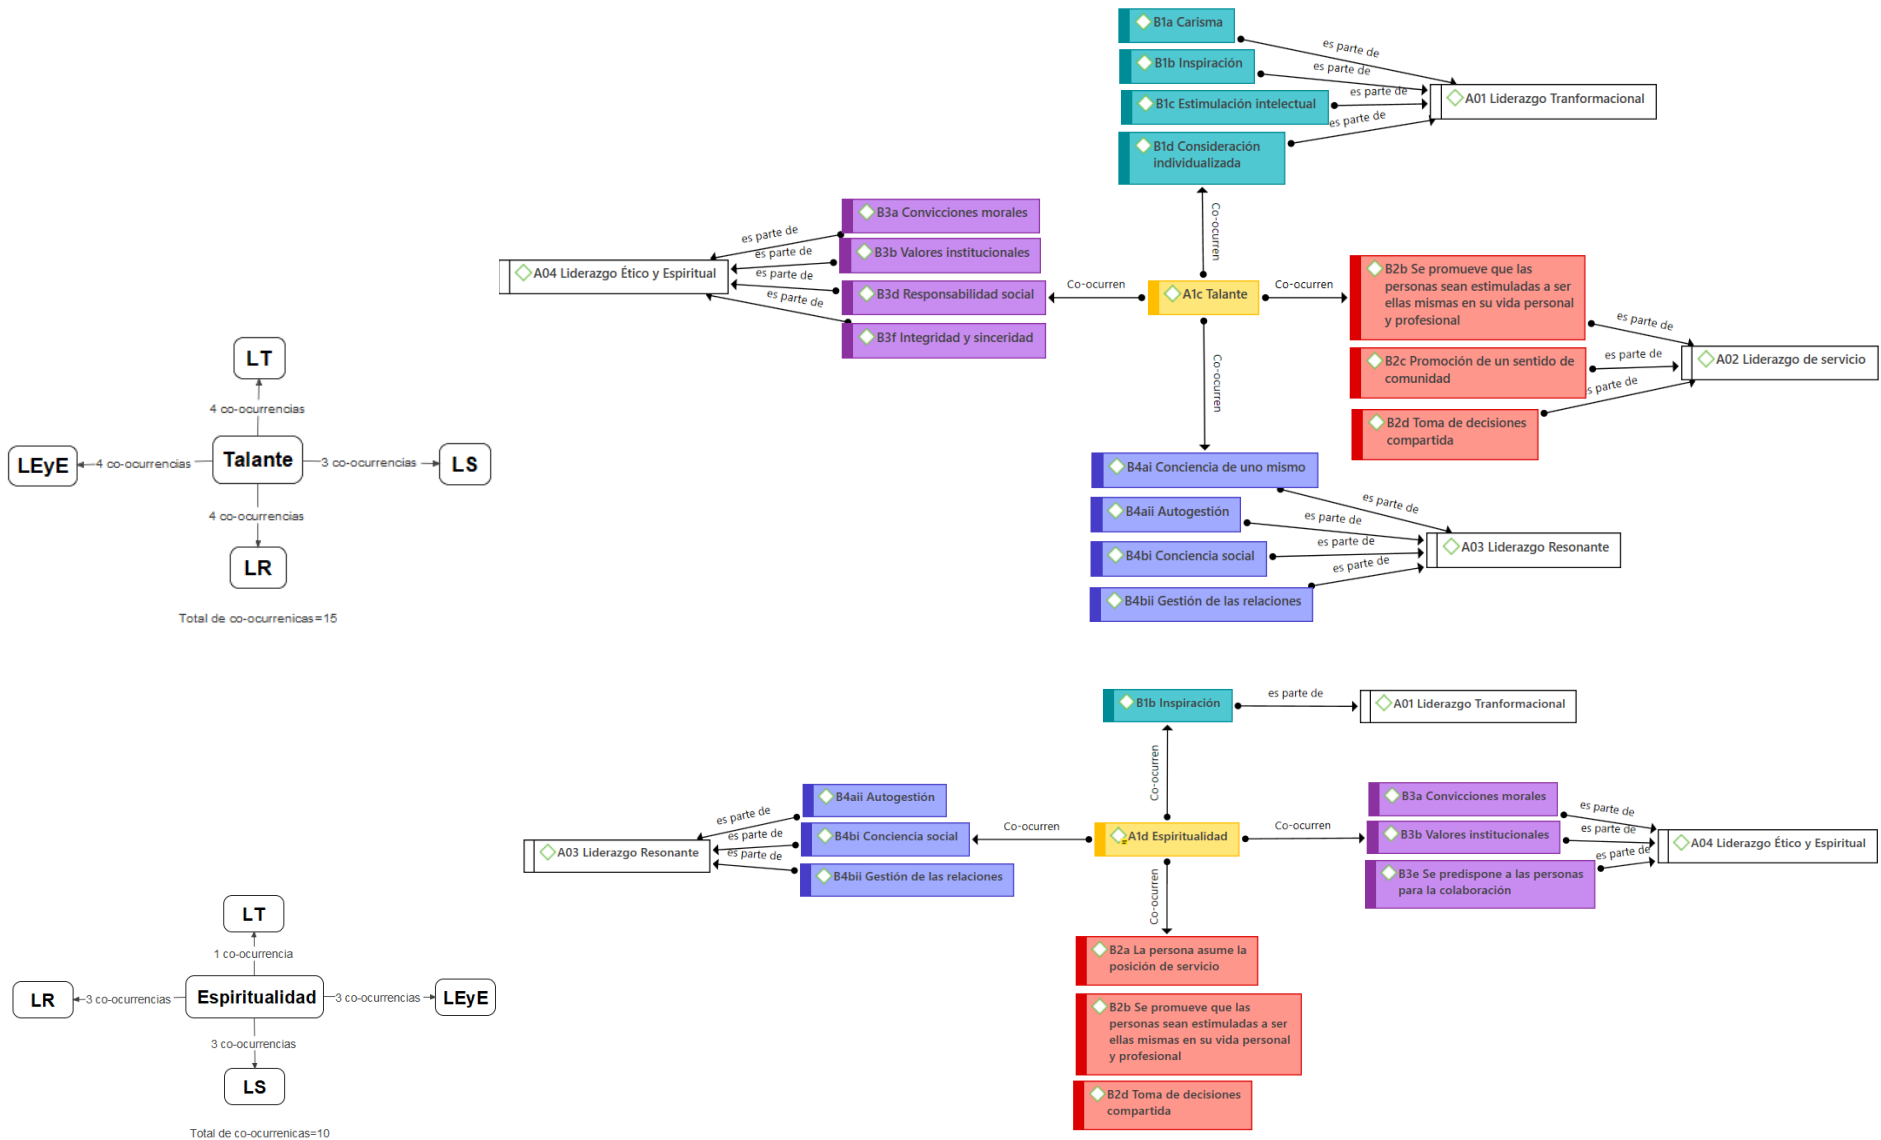 B1a Carisma
B1b Inspiración
B1c Estimulación intelectual
B1d Consideración
individualizada
es parte de
es parte de
es parte de
es parte de
A01 Liderazgo Tranformacional
Co-ocurren
B3a Convicciones morales
B3b Valores institucionales
B3d Responsabilidad social
B3f Integridad y sinceridad
es parte de
es parte de
es parte de
es parte de
A04 Liderazgo Ético y Espiritual
Co-ocurren
A1c Talante
Co-ocurren
B2b Se promueve que las
personas sean estimuladas a ser
ellas mismas en su vida personal
y profesional
B2c Promoción de un sentido de
comunidad
B2d Toma de decisiones
compartida
es parte de
es parte de
es parte de
A02 Liderazgo de servicio
Co-ocurren
B4ai Conciencia de uno mismo
B4aii Autogestión
B4bi Conciencia social
B4bii Gestión de las relaciones
es parte de
es parte de
es parte de
es parte de
A03 Liderazgo Resonante
LT
4 co-ocurrencias
LEyE
4 co-ocurrencias
Talante
3 co-ocurrencias
LS
4 co-ocurrencias
LR
Total de co-ocurrenicas=15
B1b Inspiración
es parte de
A01 Liderazgo Tranformacional
Co-ocurren
B4aii Autogestión
B4bi Conciencia social
B4bii Gestión de las relaciones
es parte de
es parte de
es parte de
A03 Liderazgo Resonante
Co-ocurren
A1d Espiritualidad
Co-ocurren
B3a Convicciones morales
B3b Valores institucionales
B3e Se predispone a las personas
para la colaboración
es parte de
es parte de
es parte de
A04 Liderazgo Ético y Espiritual
Co-ocurren
B2a La persona asume la
posición de servicio
B2b Se promueve que las
personas sean estimuladas a ser
ellas mismas en su vida personal
y profesional
B2d Toma de decisiones
compartida
LT
1 co-ocurrencia
LR
3 co-ocurrencias
Espiritualidad
3 co-ocurrencias
LEyE
3 co-ocurrencias
LS
Total de co-ocurrenicas=10